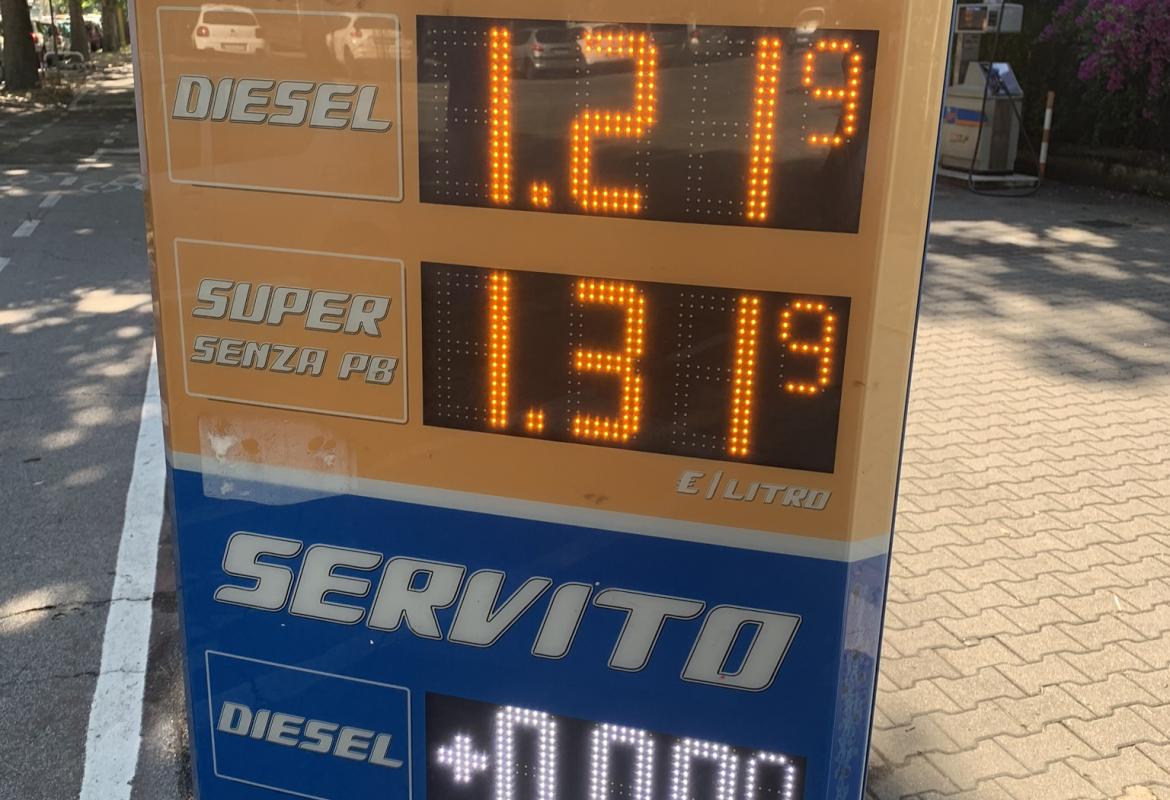 DIESEL 1.21⁹
SUPER
SENZA PB 1.31⁹
€/LITRO
SERVITO
DIESEL +0.000